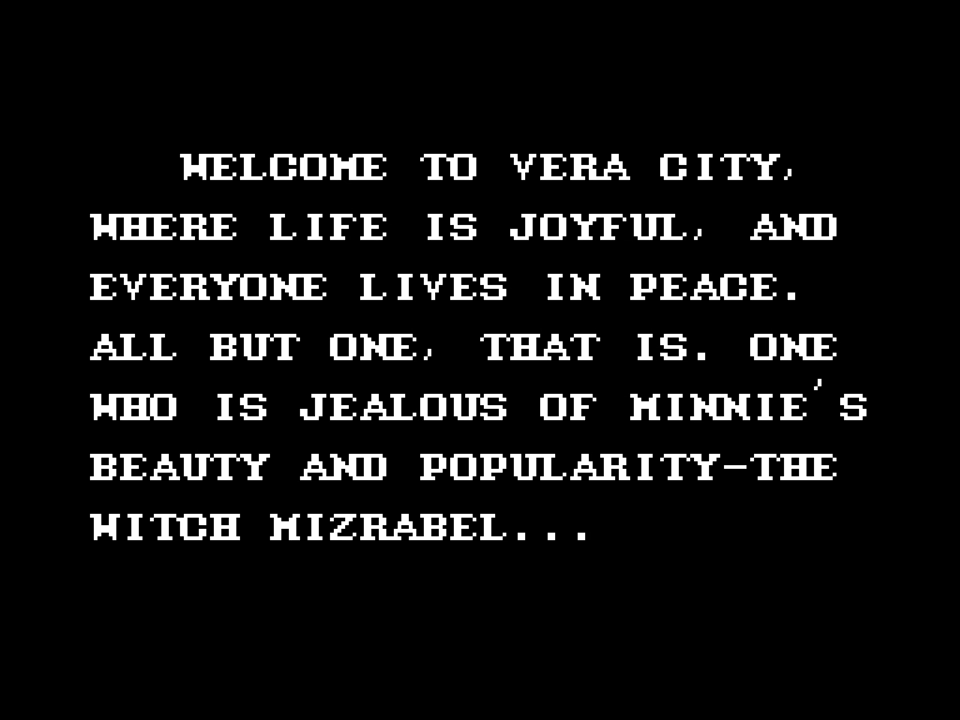 WELCOME TO VERA CITY,
WHERE LIFE IS JOYFUL, AND
EVERYONE LIVES IN PEACE.
ALL BUT ONE, THAT IS. ONE
WHO IS JEALOUS OF MINNIE'S
BEAUTY AND POPULARITY-THE
WITCH MIZRABEL...